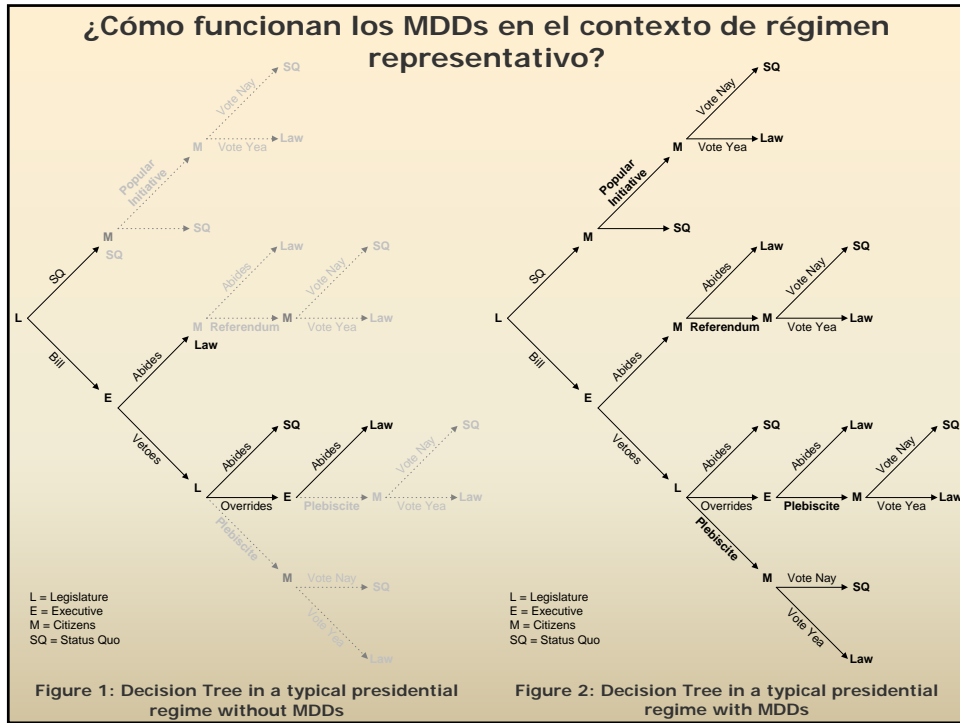 ¿Cómo funcionan los MDDs en el contexto de régimen
representativo?
SQ
Vote Nay
M
Vote Yea
Law
Popular
Initiative
M
SQ
SQ
SQ
L
Bill
Law
Abides
M
Referendum
M
Vote Nay
SQ
Vote Yea
Law
Law
Abides
E
Vetoes
L
Abides
SQ
Overrides
E
Abides
Law
Plebiscite
M
Vote Nay
SQ
Vote Yea
Law
Plebiscite
M
Vote Nay
SQ
Vote Yea
Law
L = Legislature
E = Executive
M = Citizens
SQ = Status Quo
Figure 1: Decision Tree in a typical presidential
regime without MDDs
SQ
Vote Nay
M
Vote Yea
Law
Popular
Initiative
M
SQ
SQ
L
Bill
Law
Abides
M
Referendum
M
Vote Nay
SQ
Vote Yea
Law
Abides
E
Vetoes
L
Abides
SQ
Overrides
E
Abides
Law
Plebiscite
M
Vote Nay
SQ
Vote Yea
Law
Plebiscite
M
Vote Nay
SQ
Vote Yea
Law
L = Legislature
E = Executive
M = Citizens
SQ = Status Quo
Figure 2: Decision Tree in a typical presidential
regime with MDDs